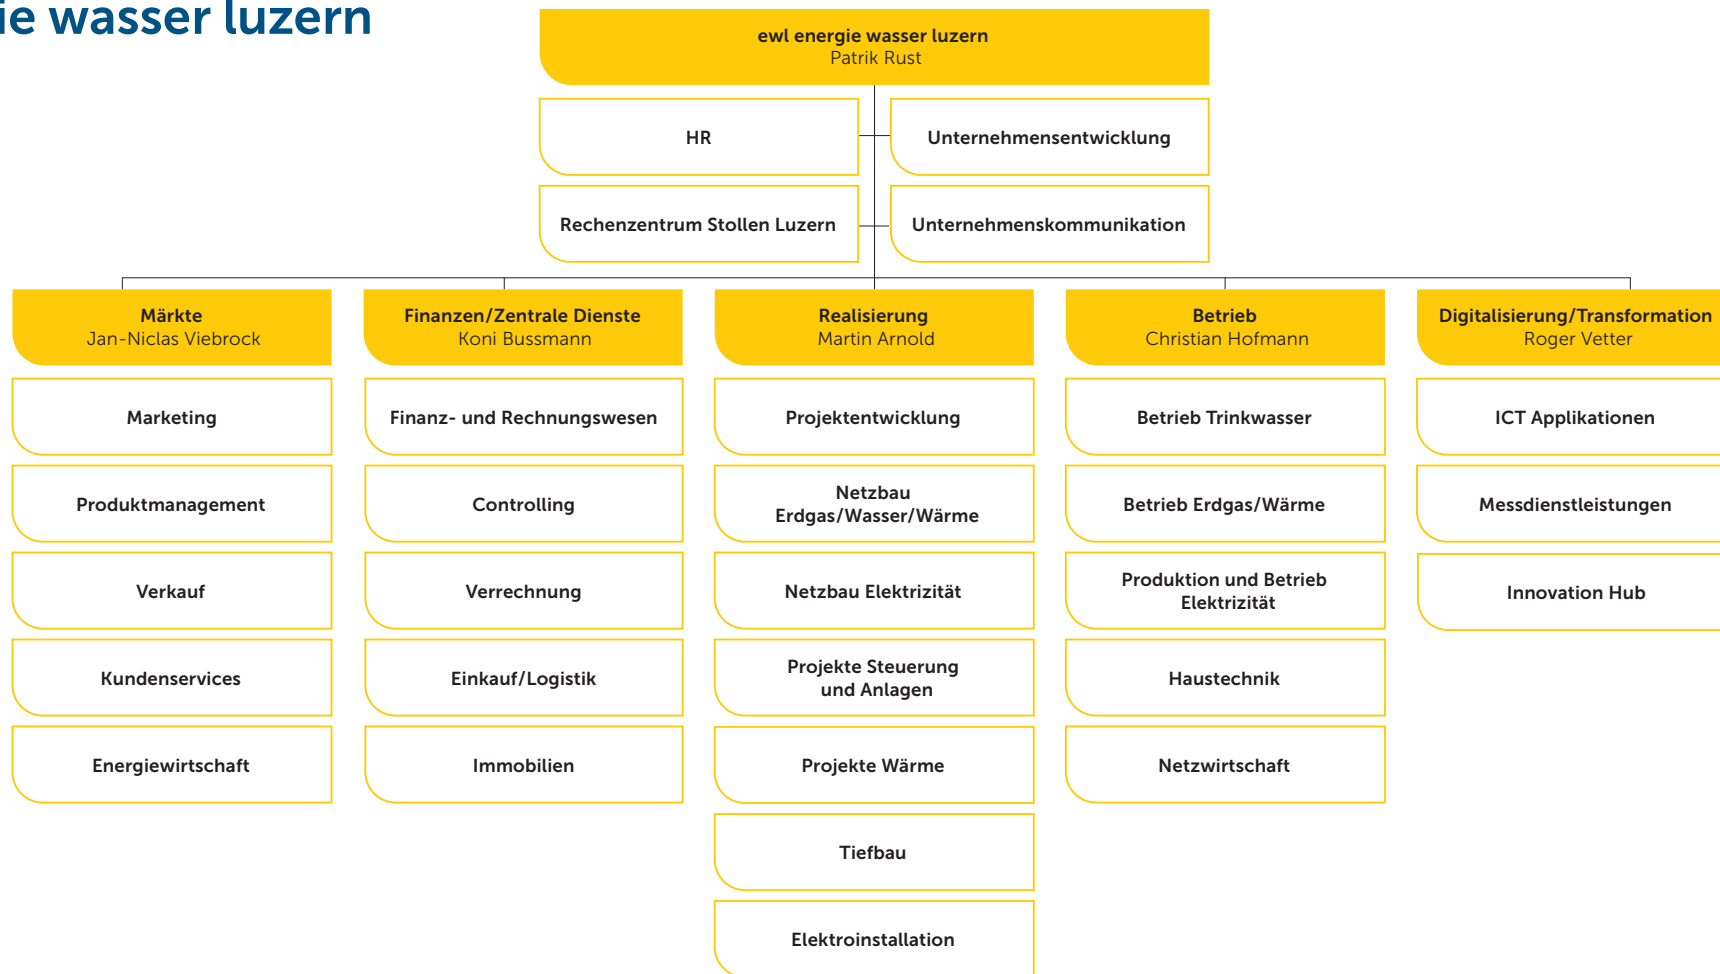 ie wasser luzern
ewl energie wasser luzern
Patrik Rust
HR
Unternehmensentwicklung
Rechenzentrum Stollen Luzern
Unternehmenskommunikation
Märkte
Jan-Niclas Viebrock
Marketing
Produktmanagement
Verkauf
Kundenservices
Energiewirtschaft
Finanzen/Zentrale Dienste
Koni Bussmann
Finanz- und Rechnungswesen
Controlling
Verrechnung
Einkauf/Logistik
Immobilien
Realisierung
Martin Arnold
Projektentwicklung
Netzbau
Erdgas/Wasser/Wärme
Netzbau Elektrizität
Projekte Steuerung
und Anlagen
Projekte Wärme
Tiefbau
Elektroinstallation
Betrieb
Christian Hofmann
Betrieb Trinkwasser
Betrieb Erdgas/Wärme
Produktion und Betrieb
Elektrizität
Haustechnik
Netzwirtschaft
Digitalisierung/Transformation
Roger Vetter
ICT Applikationen
Messdienstleistungen
Innovation Hub